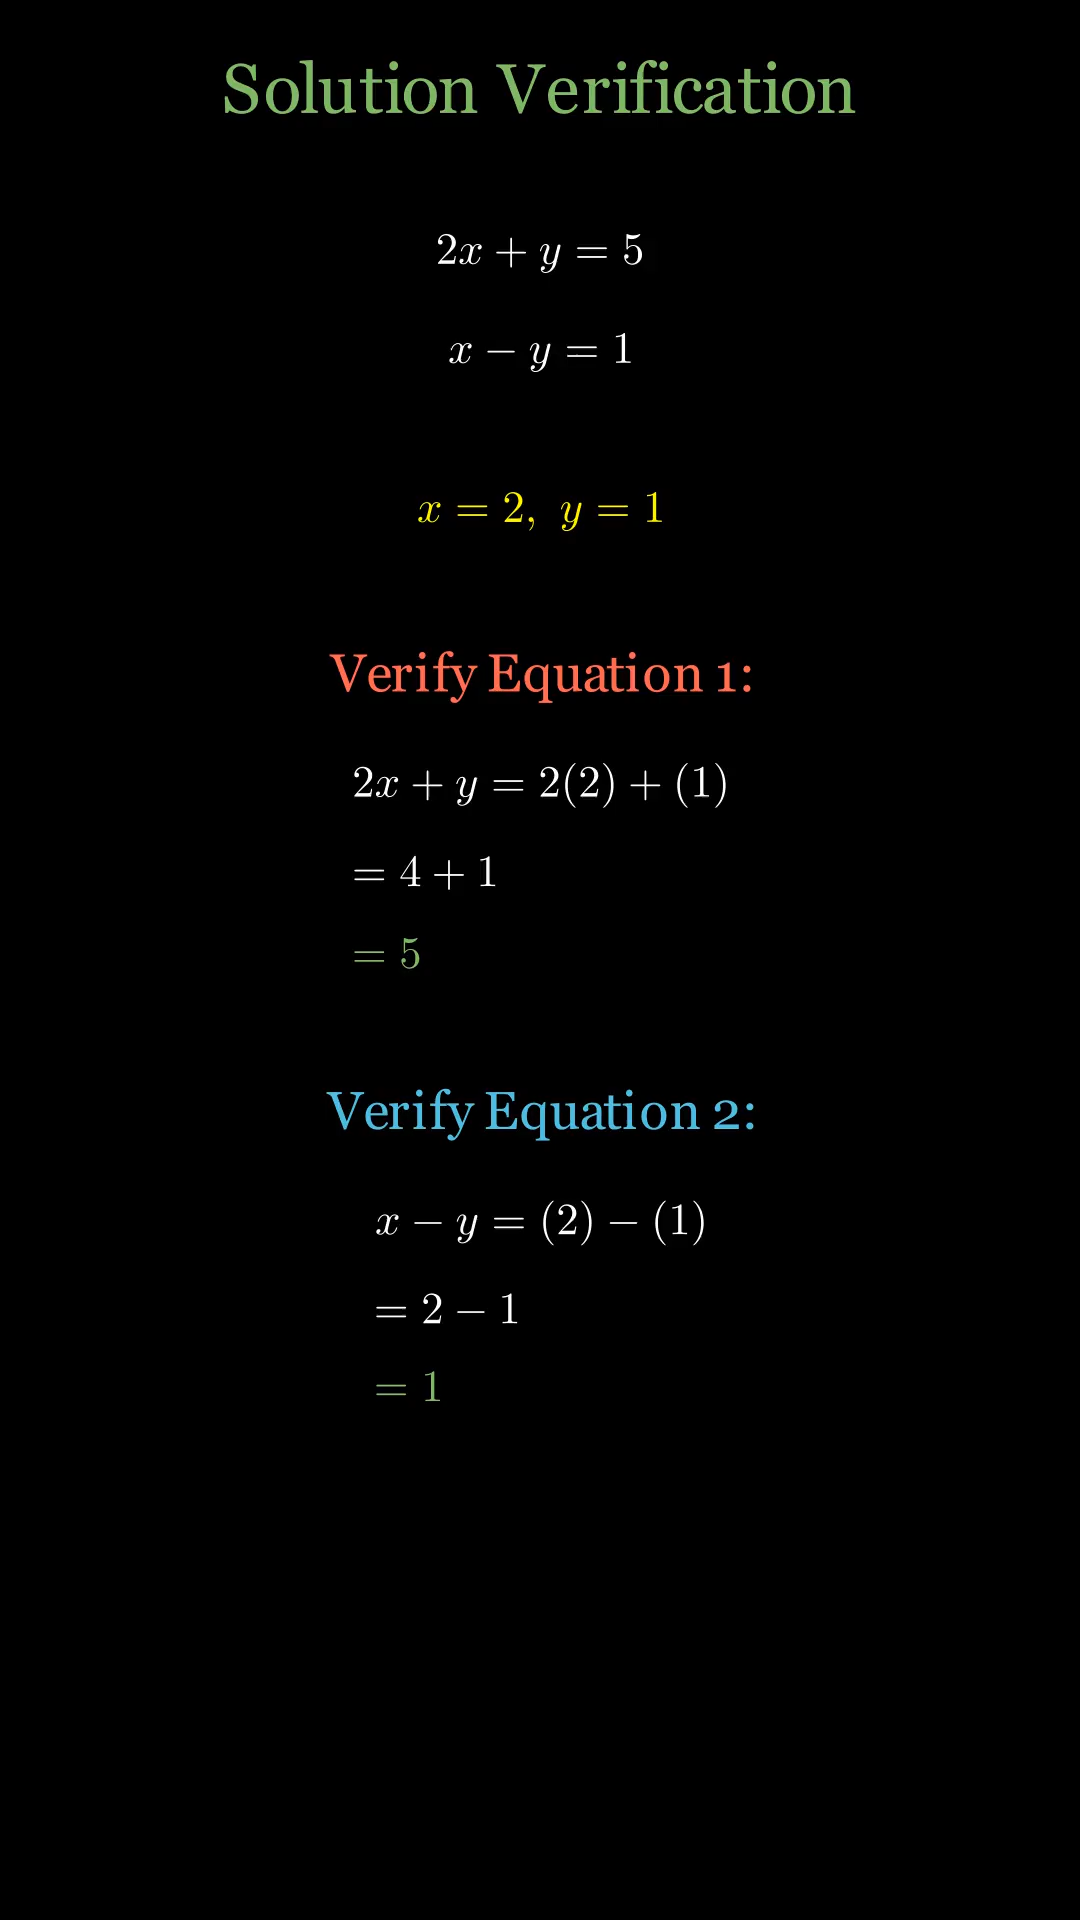 Solution Verification
2x + y = 5
x − y = 1
x = 2, y = 1
Verify Equation 1:
2x + y = 2(2) + (1)
= 4 + 1
= 5
Verify Equation 2:
x − y = (2) − (1)
= 2 − 1
= 1